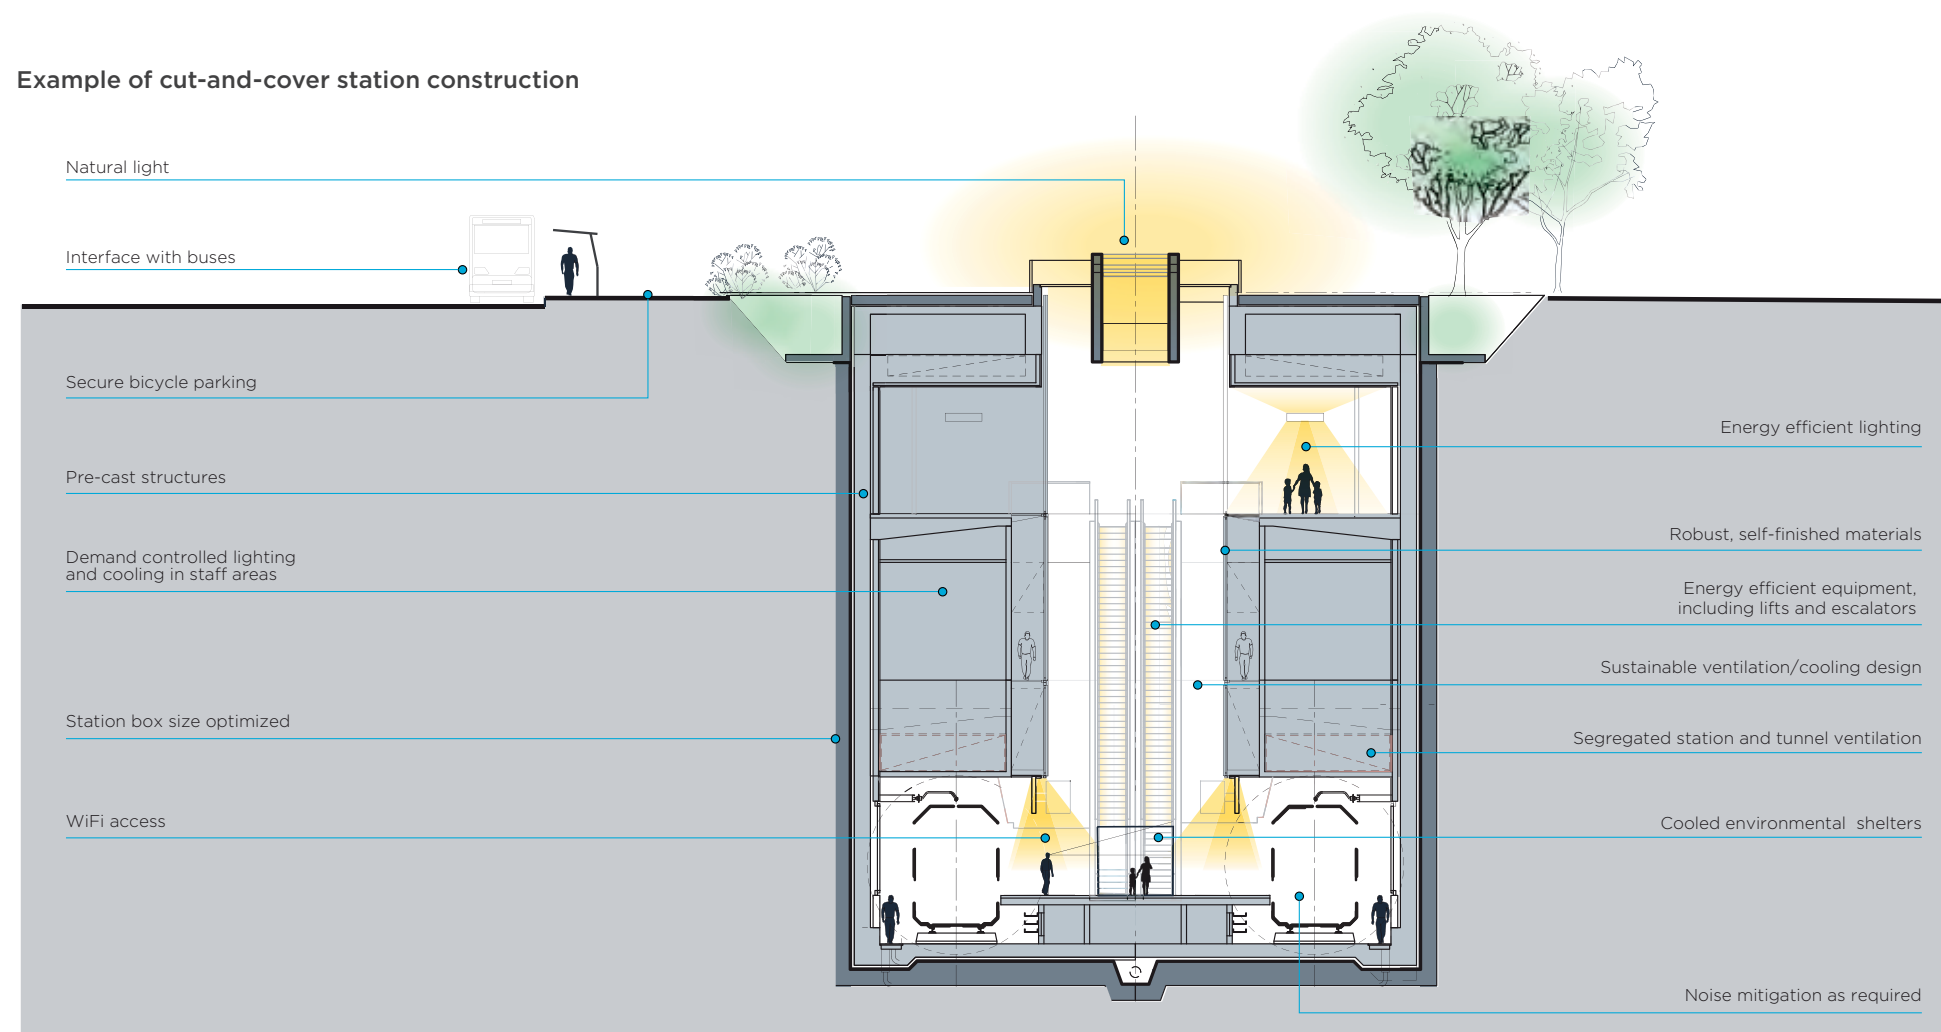 Example of cut-and-cover station construction
Natural light
Interface with buses
Secure bicycle parking
Pre-cast structures
Demand controlled lighting
and cooling in staff areas
Station box size optimized
WiFi access
Energy efficient lighting
Robust, self-finished materials
Energy efficient equipment,
including lifts and escalators
Sustainable ventilation/cooling design
Segregated station and tunnel ventilation
Cooled environmental shelters
Noise mitigation as required